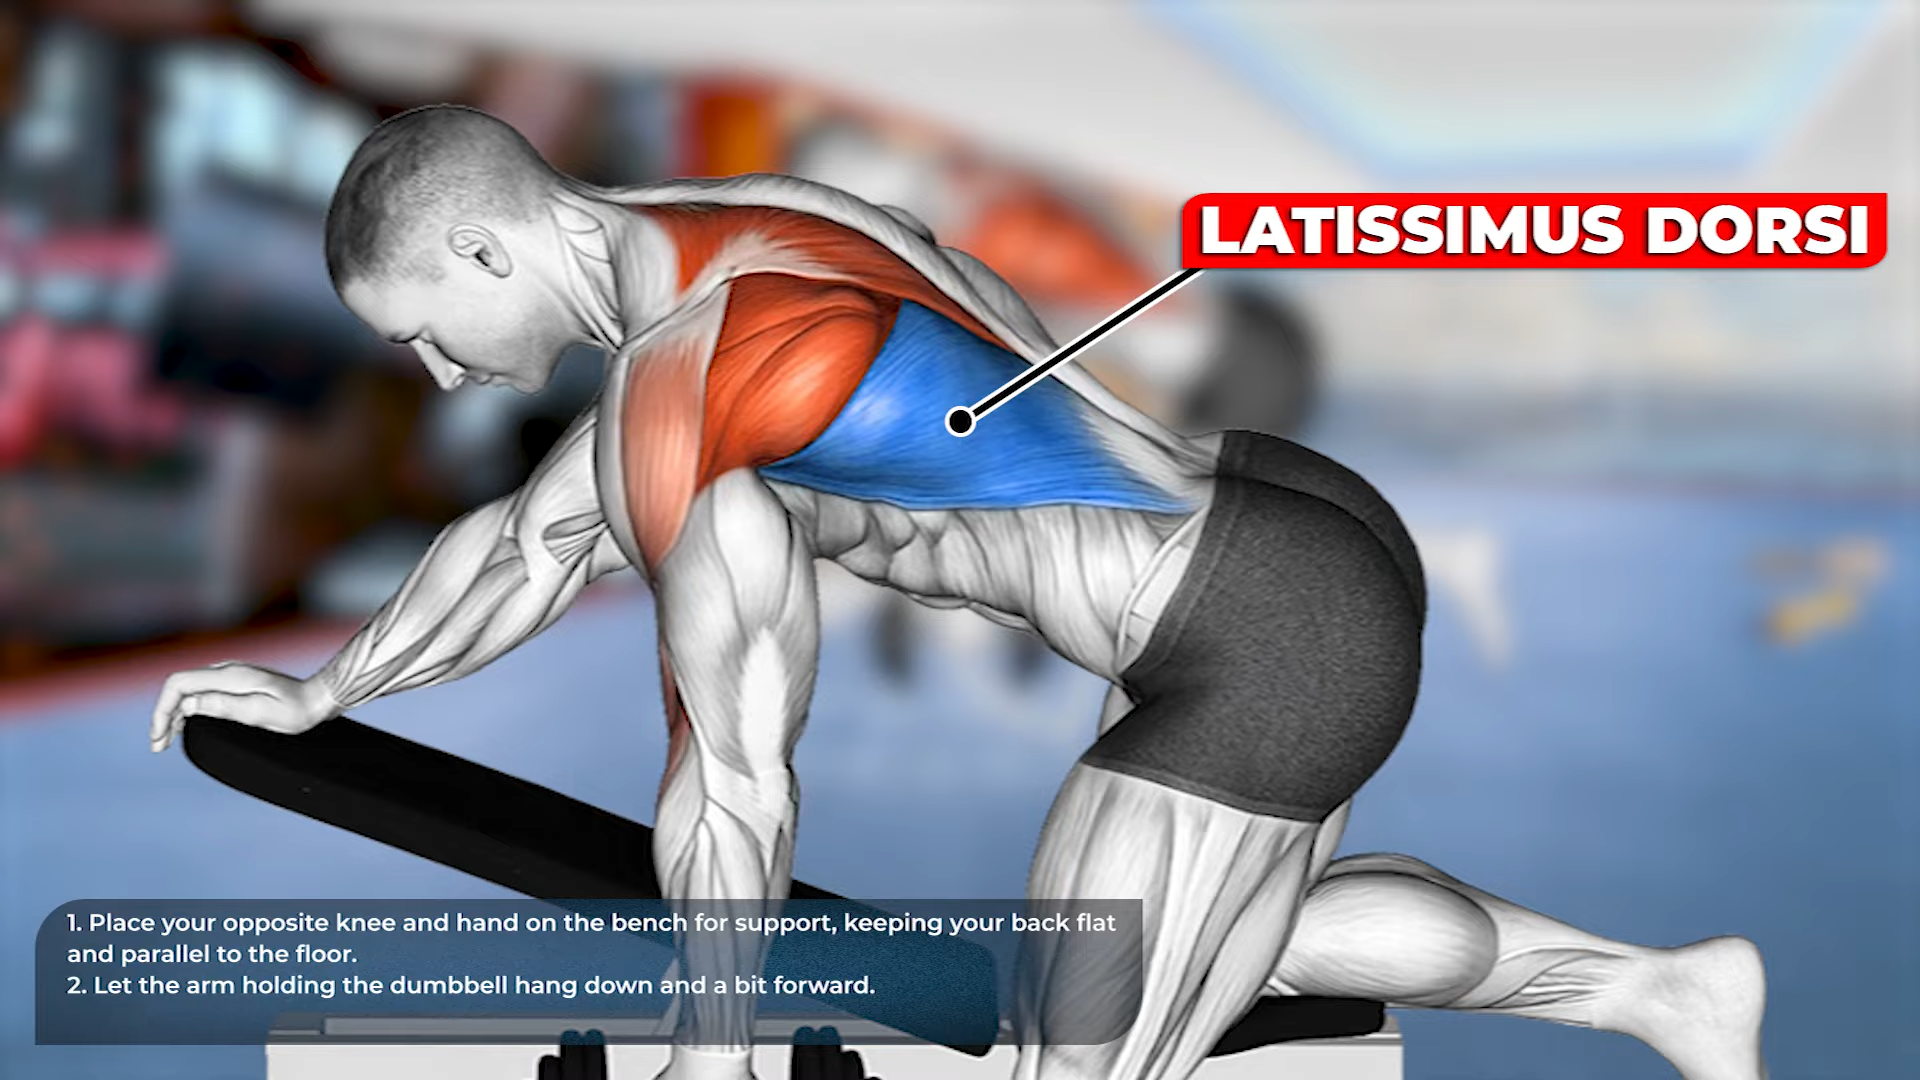 LATISSIMUS DORSI
1. Place your opposite knee and hand on the bench for support, keeping your back flat
and parallel to the floor.
2. Let the arm holding the dumbbell hang down and a bit forward.